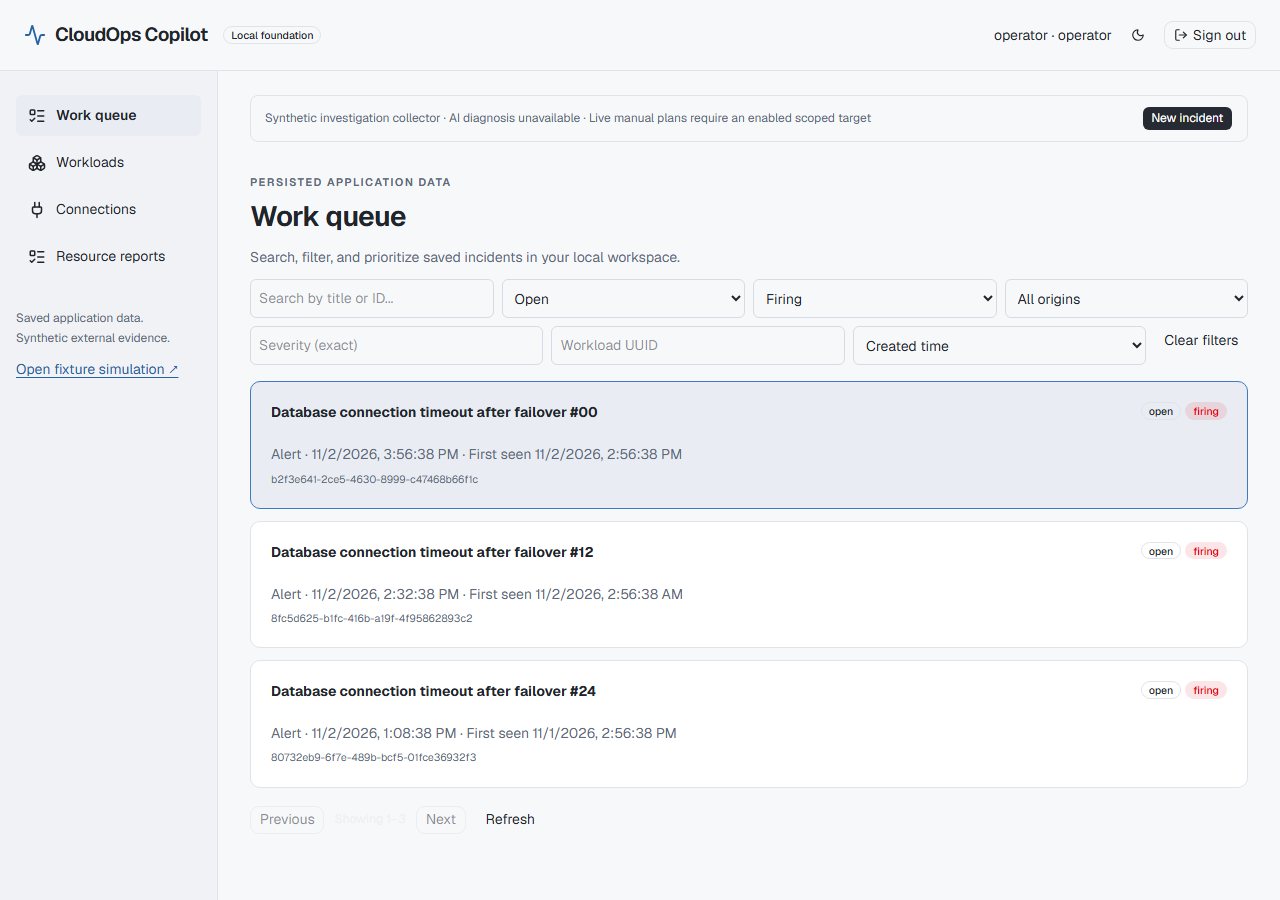 CloudOps Copilot
Local foundation
operator · operator
Sign out
Work queue
Workloads
Connections
Resource reports
Saved application data.
Synthetic external evidence.
Open fixture simulation ↗
Synthetic investigation collector · AI diagnosis unavailable · Live manual plans require an enabled scoped target
New incident
PERSISTED APPLICATION DATA
Work queue
Search, filter, and prioritize saved incidents in your local workspace.
Search by title or ID...
Open
Firing
All origins
Severity (exact)
Workload UUID
Created time
Clear filters
Database connection timeout after failover #00
open
firing
Alert · 11/2/2026, 3:56:38 PM · First seen 11/2/2026, 2:56:38 PM
b2f3e641-2ce5-4630-8999-c47468b66f1c
Database connection timeout after failover #12
open
firing
Alert · 11/2/2026, 2:32:38 PM · First seen 11/2/2026, 2:56:38 AM
8fc5d625-b1fc-416b-a19f-4f95862893c2
Database connection timeout after failover #24
open
firing
Alert · 11/2/2026, 1:08:38 PM · First seen 11/1/2026, 2:56:38 PM
80732eb9-6f7e-489b-bcf5-01fce36932f3
Previous
Showing 1–3
Next
Refresh